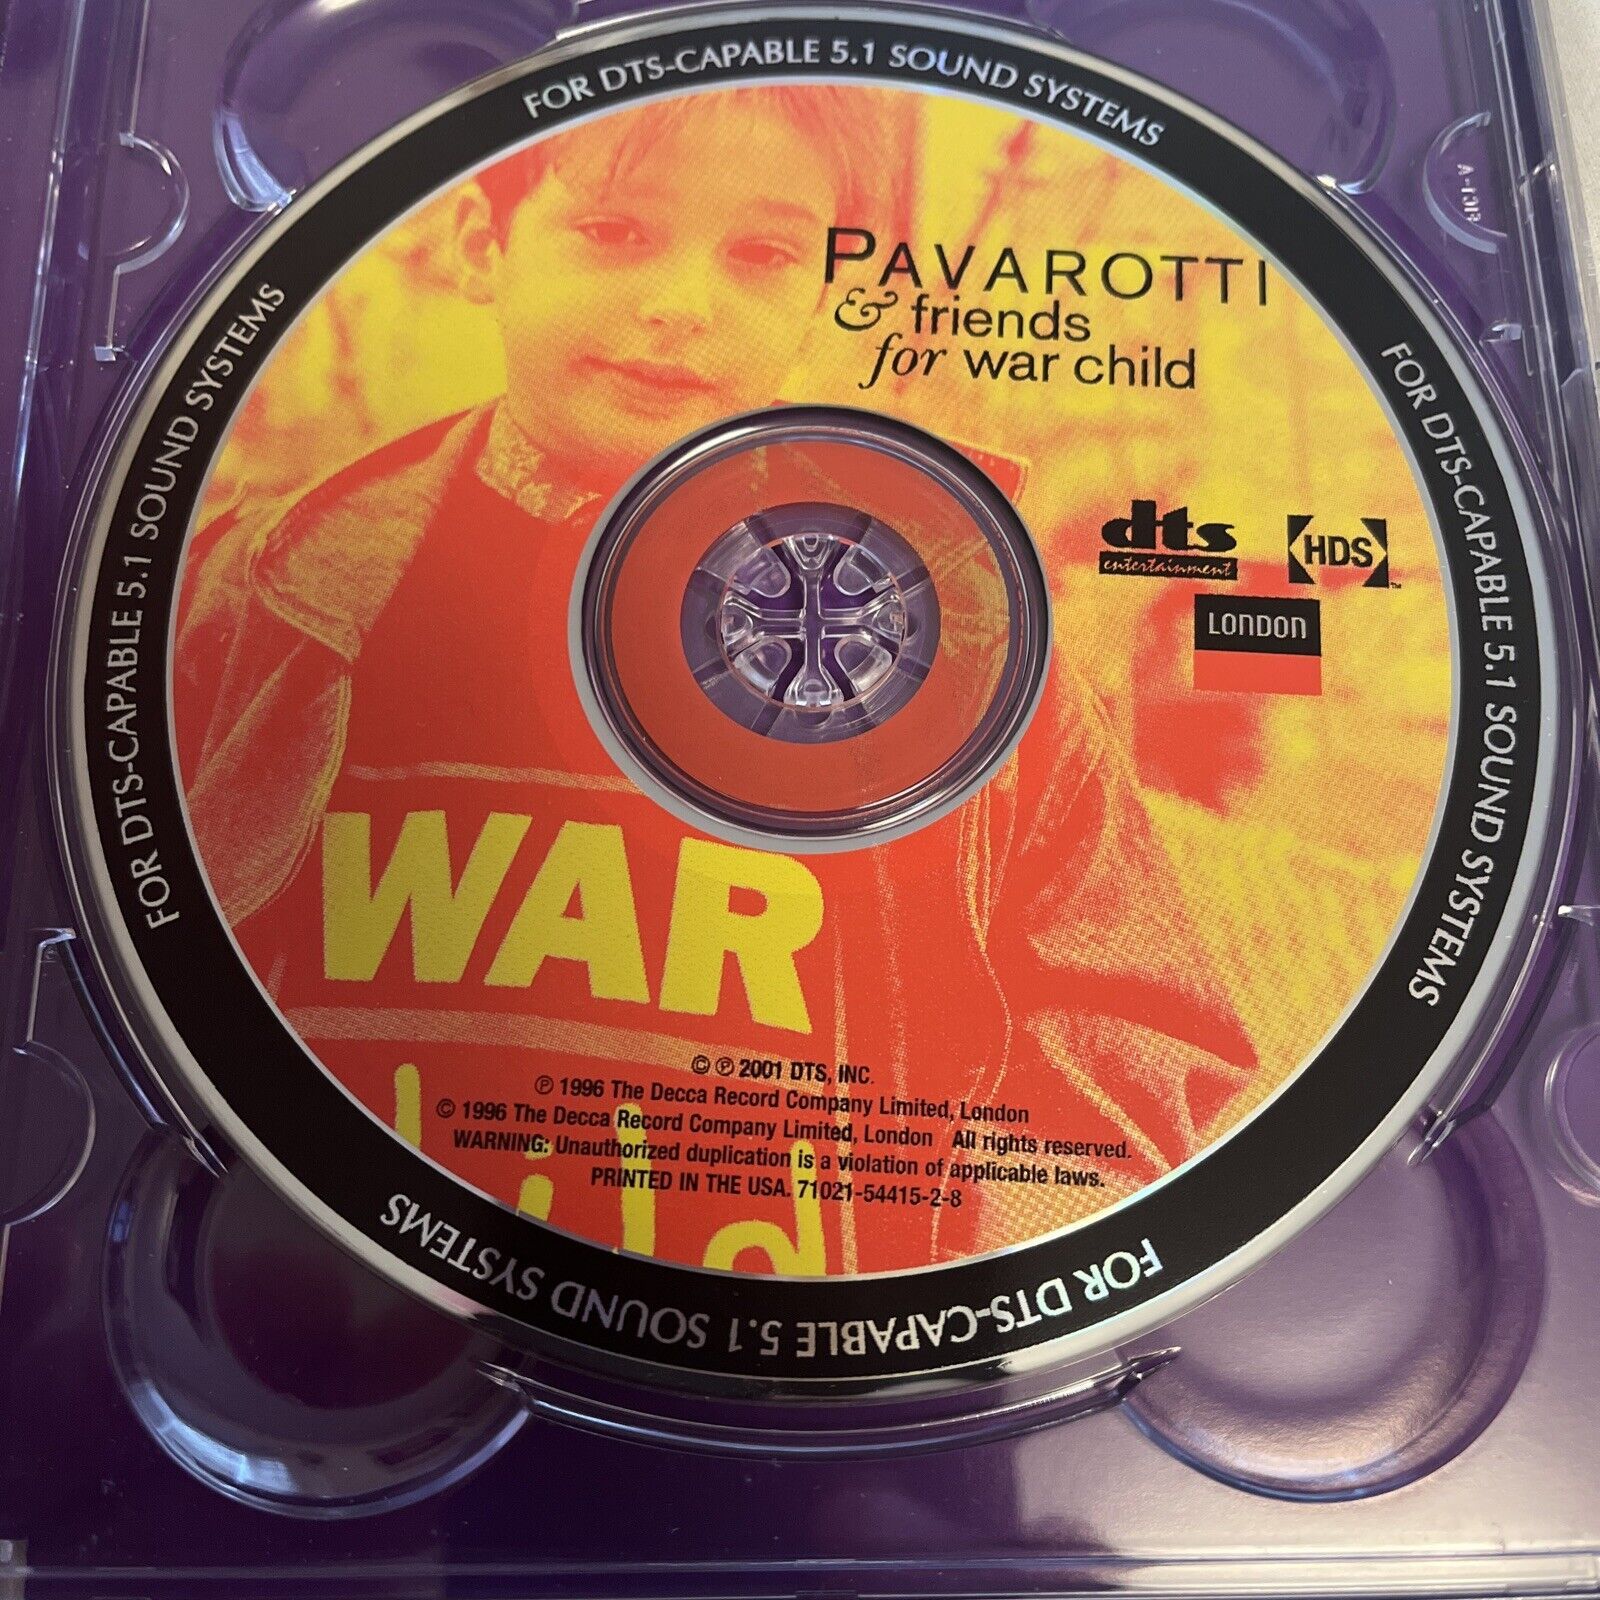 FOR DTS-CAPABLE 5.1 SOUND SYSTEMS
FOR DTS-CAPABLE 5.1 SOUND SYSTEMS
FOR DTS-CAPABLE 5.1 SOUND SYSTEMS
FOR DTS-CAPABLE 5.1 SOUND SYSTEMS
PAVAROTTI
& friends
for war child
dts
entertainment
HDS™
LONDON
WAR
© ℗ 2001 DTS, INC.
℗ 1996 The Decca Record Company Limited, London
© 1996 The Decca Record Company Limited, London All rights reserved.
WARNING: Unauthorized duplication is a violation of applicable laws.
PRINTED IN THE USA. 71021-54415-2-8